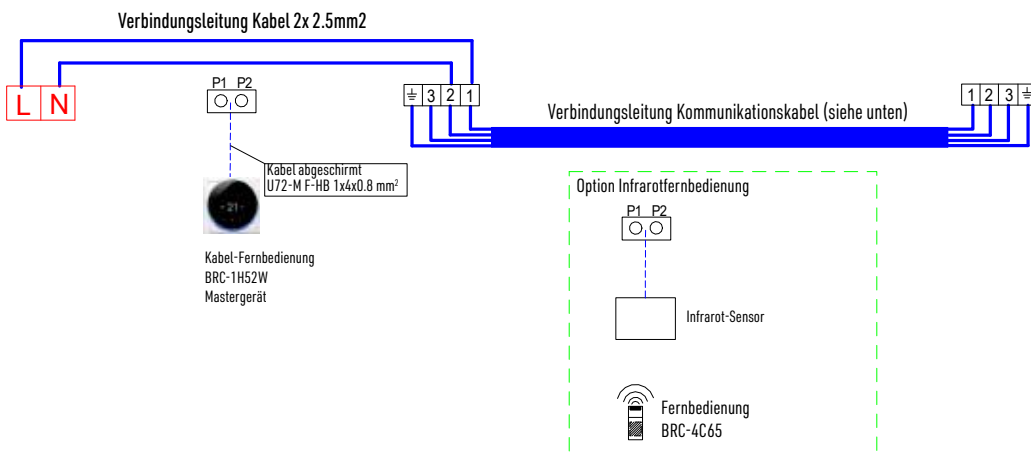 Verbindungsleitung Kabel 2x 2.5mm2
L N
P1 P2
⏚ 3 2 1
1 2 3 ⏚
Verbindungsleitung Kommunikationskabel (siehe unten)
Kabel abgeschirmt
U72-M F-HB 1x4x0.8 mm²
- 21 -
Kabel-Fernbedienung
BRC-1H52W
Mastergerät
Option Infrarotfernbedienung
P1 P2
Infrarot-Sensor
Fernbedienung
BRC-4C65